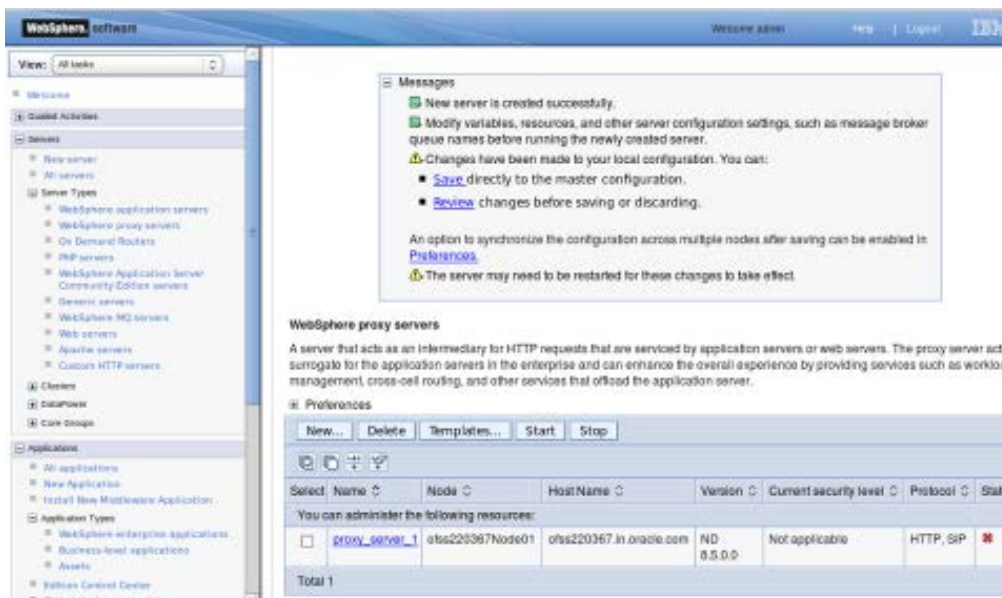 WebSphere. software
Welcome admin
Help | Logout
IBM
View: All tasks
Welcome
Guided Activities
Servers
New server
All servers
Server Types
WebSphere application servers
WebSphere proxy servers
On Demand Routers
PHP servers
WebSphere Application Server
Community Edition servers
Generic servers
WebSphere MQ servers
Web servers
Apache servers
Custom HTTP servers
Clusters
DataPower
Core Groups
Applications
All applications
New Application
Install New Middleware Application
Application Types
WebSphere enterprise applications
Business-level applications
Assets
Edition Control Center
Messages
New server is created successfully.
Modify variables, resources, and other server configuration settings, such as message broker
queue names before running the newly created server.
Changes have been made to your local configuration. You can:
Save directly to the master configuration.
Review changes before saving or discarding.
An option to synchronize the configuration across multiple nodes after saving can be enabled in
Preferences.
The server may need to be restarted for these changes to take effect.
WebSphere proxy servers
A server that acts as an intermediary for HTTP requests that are serviced by application servers or web servers. The proxy server act
surrogate for the application servers in the enterprise and can enhance the overall experience by providing services such as worklo
management, cross-cell routing, and other services that offload the application server.
Preferences
New... Delete Templates... Start Stop
Select Name Node Host Name Version Current security level Protocol Stat
You can administer the following resources:
proxy_server_1 ofss220367Node01 ofss220367.in.oracle.com ND 8.5.0.0 Not applicable HTTP, SIP
Total 1